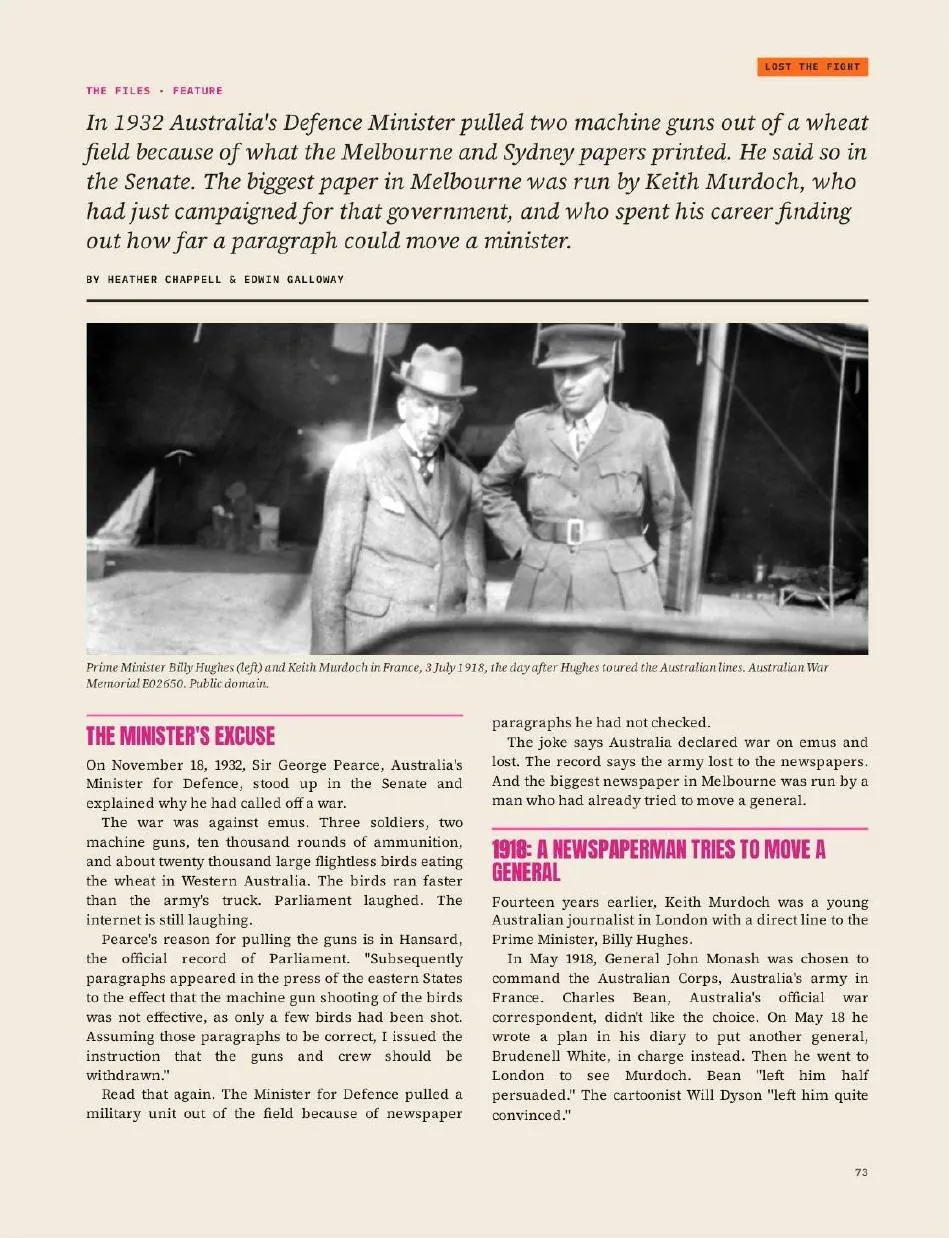 LOST THE FIGHT
THE FILES · FEATURE
In 1932 Australia's Defence Minister pulled two machine guns out of a wheat
field because of what the Melbourne and Sydney papers printed. He said so in
the Senate. The biggest paper in Melbourne was run by Keith Murdoch, who
had just campaigned for that government, and who spent his career finding
out how far a paragraph could move a minister.
BY HEATHER CHAPPELL & EDWIN GALLOWAY
Prime Minister Billy Hughes (left) and Keith Murdoch in France, 3 July 1918, the day after Hughes toured the Australian lines. Australian War
Memorial E02650. Public domain.
THE MINISTER'S EXCUSE
On November 18, 1932, Sir George Pearce, Australia's
Minister for Defence, stood up in the Senate and
explained why he had called off a war.
The war was against emus. Three soldiers, two
machine guns, ten thousand rounds of ammunition,
and about twenty thousand large flightless birds eating
the wheat in Western Australia. The birds ran faster
than the army's truck. Parliament laughed. The
internet is still laughing.
Pearce's reason for pulling the guns is in Hansard,
the official record of Parliament. "Subsequently
paragraphs appeared in the press of the eastern States
to the effect that the machine gun shooting of the birds
was not effective, as only a few birds had been shot.
Assuming those paragraphs to be correct, I issued the
instruction that the guns and crew should be
withdrawn."
Read that again. The Minister for Defence pulled a
military unit out of the field because of newspaper
paragraphs he had not checked.
The joke says Australia declared war on emus and
lost. The record says the army lost to the newspapers.
And the biggest newspaper in Melbourne was run by a
man who had already tried to move a general.
1918: A NEWSPAPERMAN TRIES TO MOVE A
GENERAL
Fourteen years earlier, Keith Murdoch was a young
Australian journalist in London with a direct line to the
Prime Minister, Billy Hughes.
In May 1918, General John Monash was chosen to
command the Australian Corps, Australia's army in
France. Charles Bean, Australia's official war
correspondent, didn't like the choice. On May 18 he
wrote a plan in his diary to put another general,
Brudenell White, in charge instead. Then he went to
London to see Murdoch. Bean "left him half
persuaded." The cartoonist Will Dyson "left him quite
convinced."
73